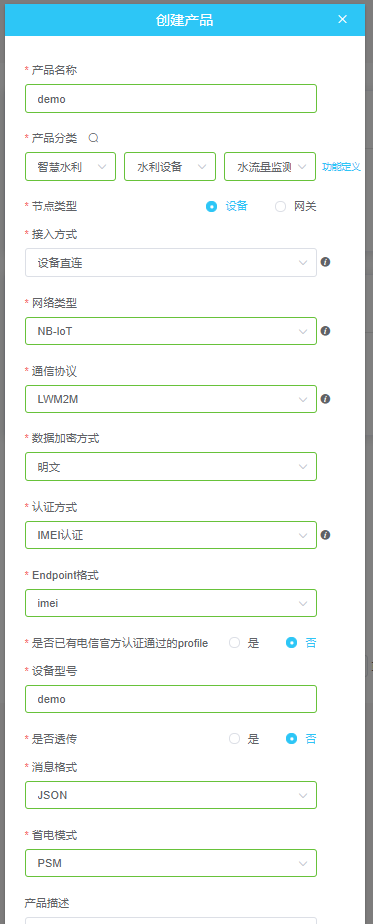 创建产品
* 产品名称
demo
* 产品分类
智慧水利 水利设备 水流量监测 功能定义
* 节点类型 设备 网关
* 接入方式
设备直连
* 网络类型
NB-IoT
* 通信协议
LWM2M
* 数据加密方式
明文
* 认证方式
IMEI认证
* Endpoint格式
imei
* 是否已有电信官方认证通过的profile 是 否
* 设备型号
demo
* 是否透传 是 否
* 消息格式
JSON
* 省电模式
PSM
产品描述